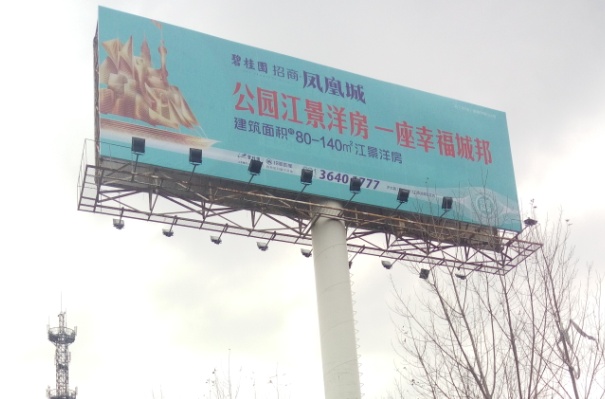 碧桂园 招商 凤凰城
公园江景洋房 一座幸福城邦
建筑面积约80-140㎡江景洋房